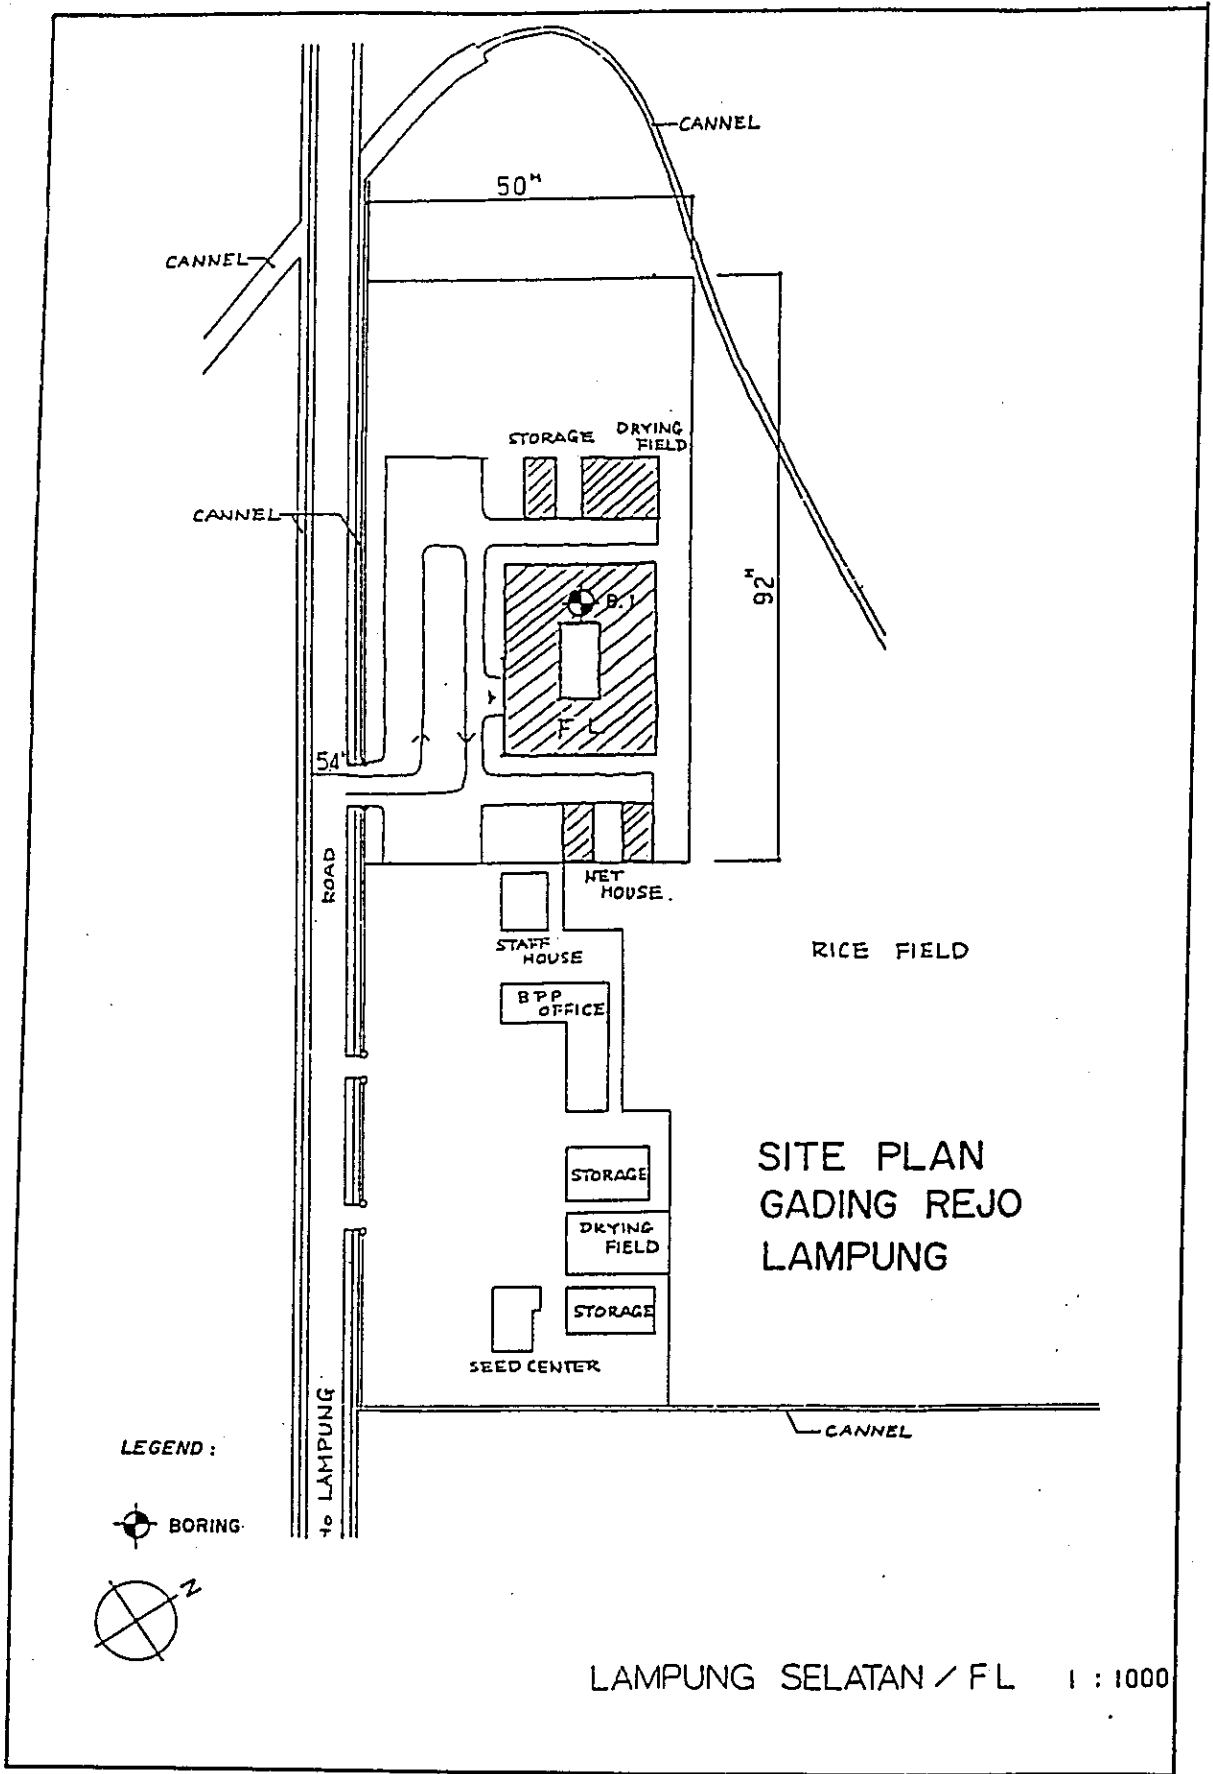 CANNEL
50M
CANNEL
STORAGE
DRYING
FIELD
CANNEL
B.1
92M
F L
54
ROAD
NET
HOUSE.
STAFF
HOUSE
RICE FIELD
BPP
OFFICE
SITE PLAN
GADING REJO
LAMPUNG
STORAGE
DRYING
FIELD
STORAGE
SEED CENTER
to LAMPUNG
CANNEL
LEGEND :
BORING
N
LAMPUNG SELATAN / FL 1 : 1000